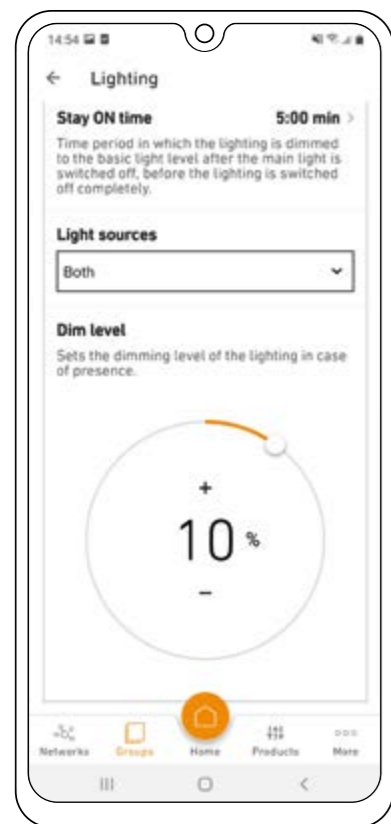 14:54
Lighting
Stay ON time 5:00 min
Time period in which the lighting is dimmed
to the basic light level after the main light is
switched off, before the lighting is switched
off completely.
Light sources
Both
Dim level
Sets the dimming level of the lighting in case
of presence.
+
10 %
−
Networks Groups Home Products More